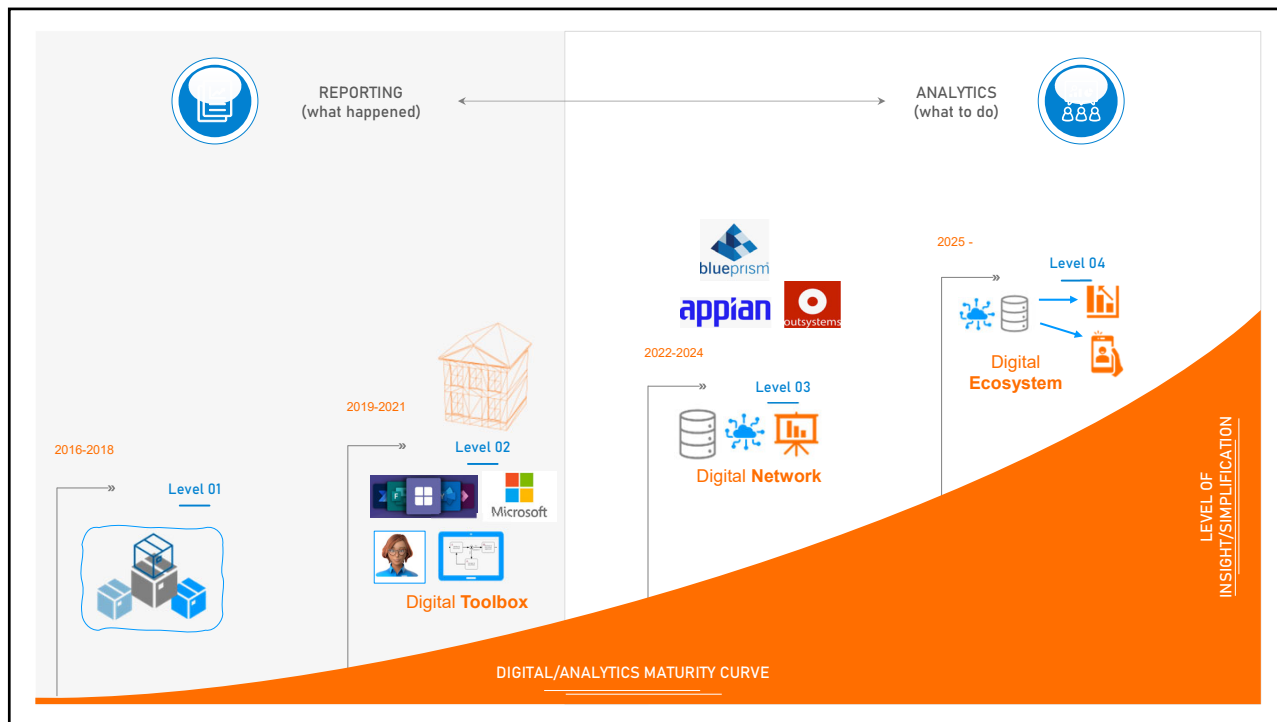 REPORTING
(what happened)
ANALYTICS
(what to do)
blueprism
appian
outsystems
2025 -
Level 04
Digital
Ecosystem
2022-2024
Level 03
Digital Network
2019-2021
Level 02
Microsoft
Digital Toolbox
2016-2018
Level 01
LEVEL OF
INSIGHT/SIMPLIFICATION
DIGITAL/ANALYTICS MATURITY CURVE